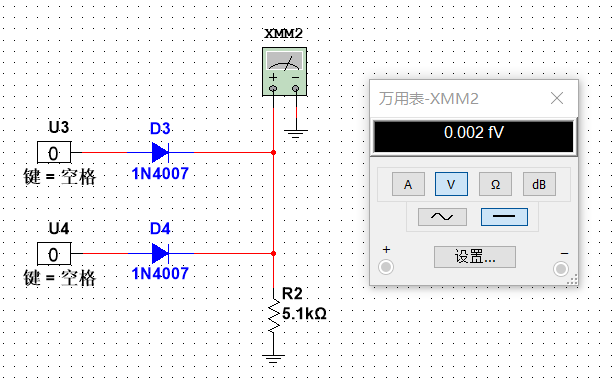 XMM2
U3
0
键 = 空格
D3
1N4007
U4
0
键 = 空格
D4
1N4007
R2
5.1kΩ
万用表-XMM2
0.002 fV
A
V
Ω
dB
+
设置...
−